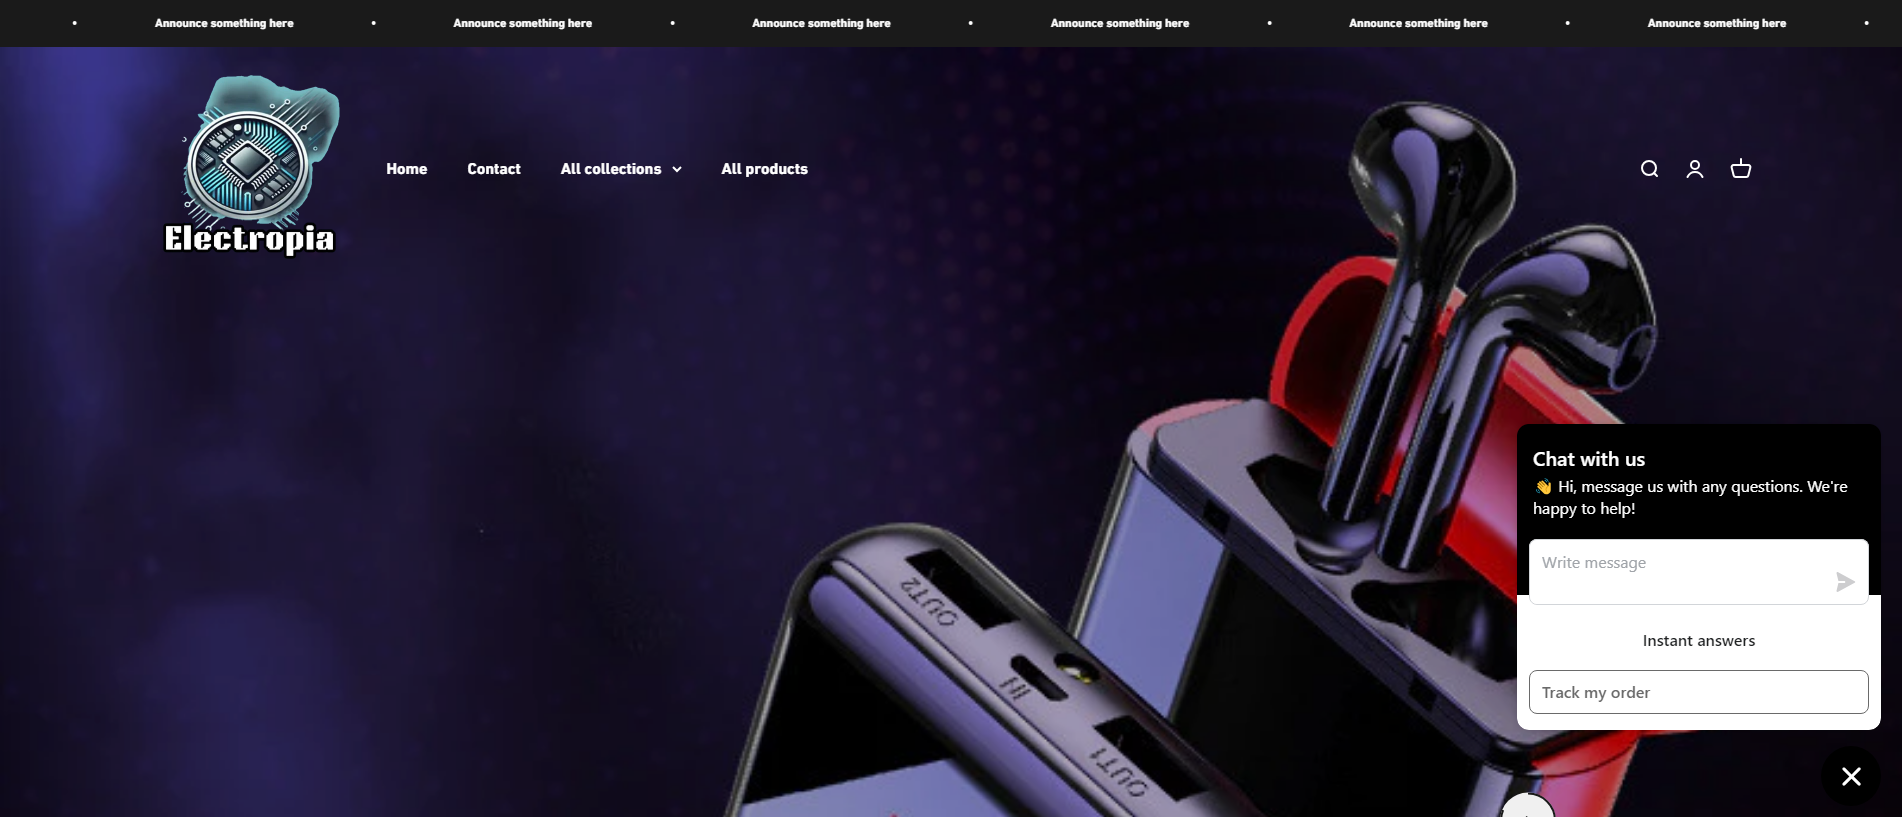 Announce something here Announce something here Announce something here Announce something here Announce something here Announce something here
Electropia
Home Contact All collections All products
Chat with us
👋 Hi, message us with any questions. We're
happy to help!
Write message
Instant answers
Track my order
OUT2
IN
OUT1